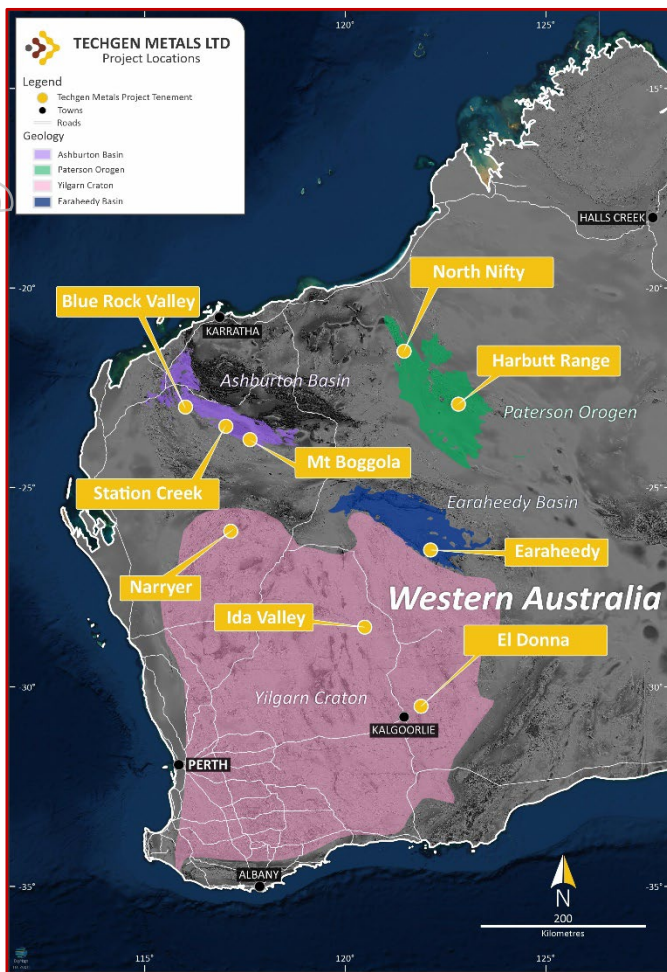 TECHGEN METALS LTD
Project Locations
Legend
Techgen Metals Project Tenement
Towns
Roads
Geology
Ashburton Basin
Paterson Orogen
Yilgarn Craton
Earaheedy Basin
120°
125°
-15°
HALLS CREEK
-20°
North Nifty
Blue Rock Valley
KARRATHA
Harbutt Range
Ashburton Basin
Paterson Orogen
Mt Boggola
Station Creek
-25°
Earaheedy Basin
Earaheedy
Narryer
Western Australia
Ida Valley
El Donna
-30°
-30°
Yilgarn Craton
KALGOORLIE
PERTH
ALBANY
-35°
-35°
N
200
Kilometres
115°
120°
125°